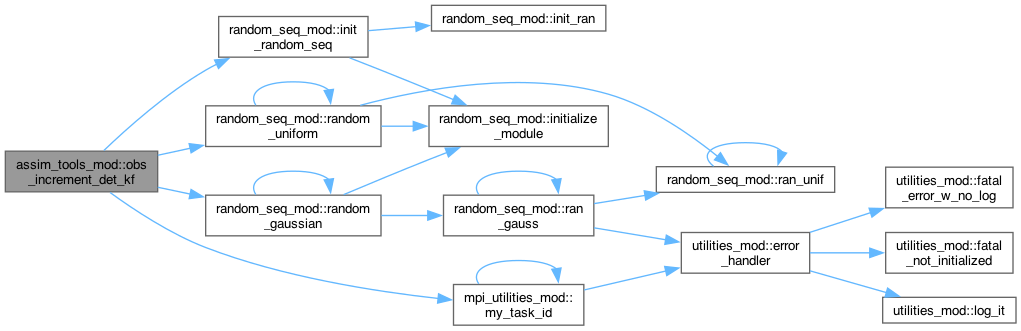 assim_tools_mod::obs
_increment_det_kf
random_seq_mod::init
_random_seq
random_seq_mod::init_ran
random_seq_mod::random
_uniform
random_seq_mod::initialize
_module
random_seq_mod::random
_gaussian
random_seq_mod::ran
_gauss
random_seq_mod::ran_unif
mpi_utilities_mod::
my_task_id
utilities_mod::error
_handler
utilities_mod::fatal
_error_w_no_log
utilities_mod::fatal
_not_initialized
utilities_mod::log_it